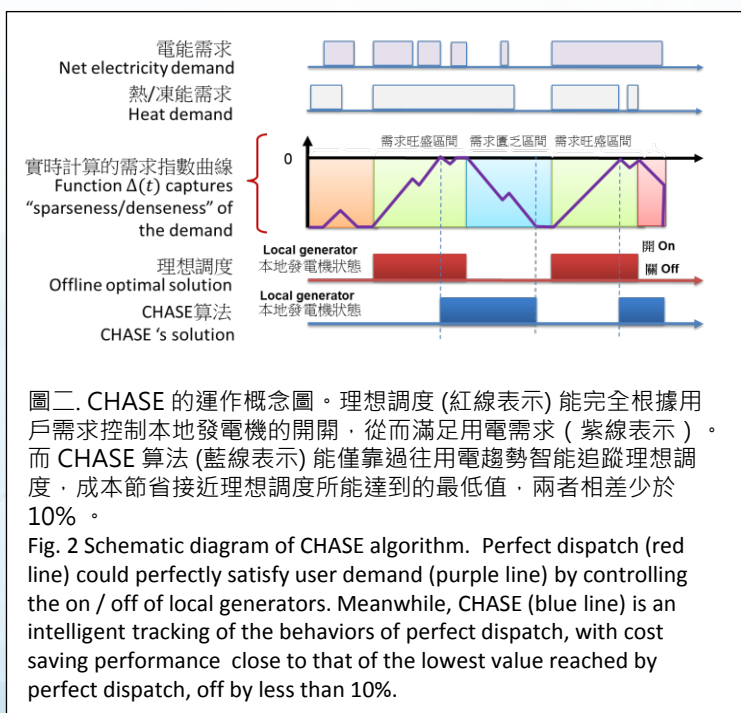 電能需求
Net electricity demand
熱/凍能需求
Heat demand
實時計算的需求指數曲線
Function Δ(t) captures
“sparseness/denseness” of
the demand
0
需求旺盛區間 需求匱乏區間 需求旺盛區間
理想調度
Offline optimal solution
Local generator
本地發電機狀態
開 On
關 Off
CHASE算法
CHASE ‘s solution
Local generator
本地發電機狀態
圖二. CHASE 的運作概念圖。理想調度 (紅線表示) 能完全根據用
戶需求控制本地發電機的開開，從而滿足用電需求 ( 紫線表示 ) 。
而 CHASE 算法 (藍線表示) 能僅靠過往用電趨勢智能追蹤理想調
度，成本節省接近理想調度所能達到的最低值，兩者相差少於
10% 。
Fig. 2 Schematic diagram of CHASE algorithm. Perfect dispatch (red
line) could perfectly satisfy user demand (purple line) by controlling
the on / off of local generators. Meanwhile, CHASE (blue line) is an
intelligent tracking of the behaviors of perfect dispatch, with cost
saving performance close to that of the lowest value reached by
perfect dispatch, off by less than 10%.